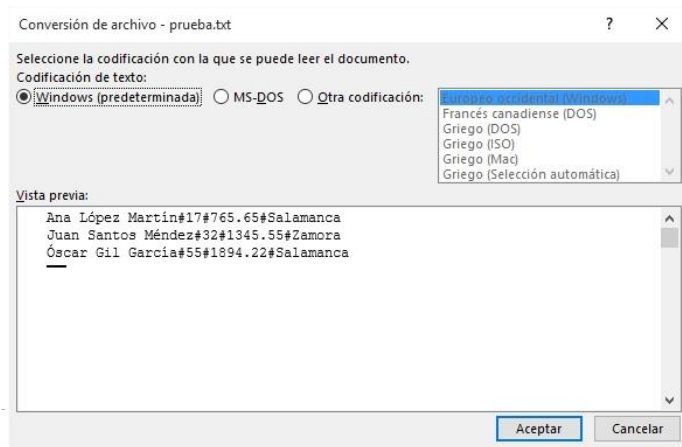 Conversión de archivo - prueba.txt
Seleccione la codificación con la que se puede leer el documento.
Codificación de texto:
Windows (predeterminada) MS-DOS Otra codificación:
Europeo occidental (Windows)
Francés canadiense (DOS)
Griego (DOS)
Griego (ISO)
Griego (Mac)
Griego (Selección automática)
Vista previa:
Ana López Martín#17#765.65#Salamanca
Juan Santos Méndez#32#1345.55#Zamora
Óscar Gil García#55#1894.22#Salamanca
Aceptar Cancelar